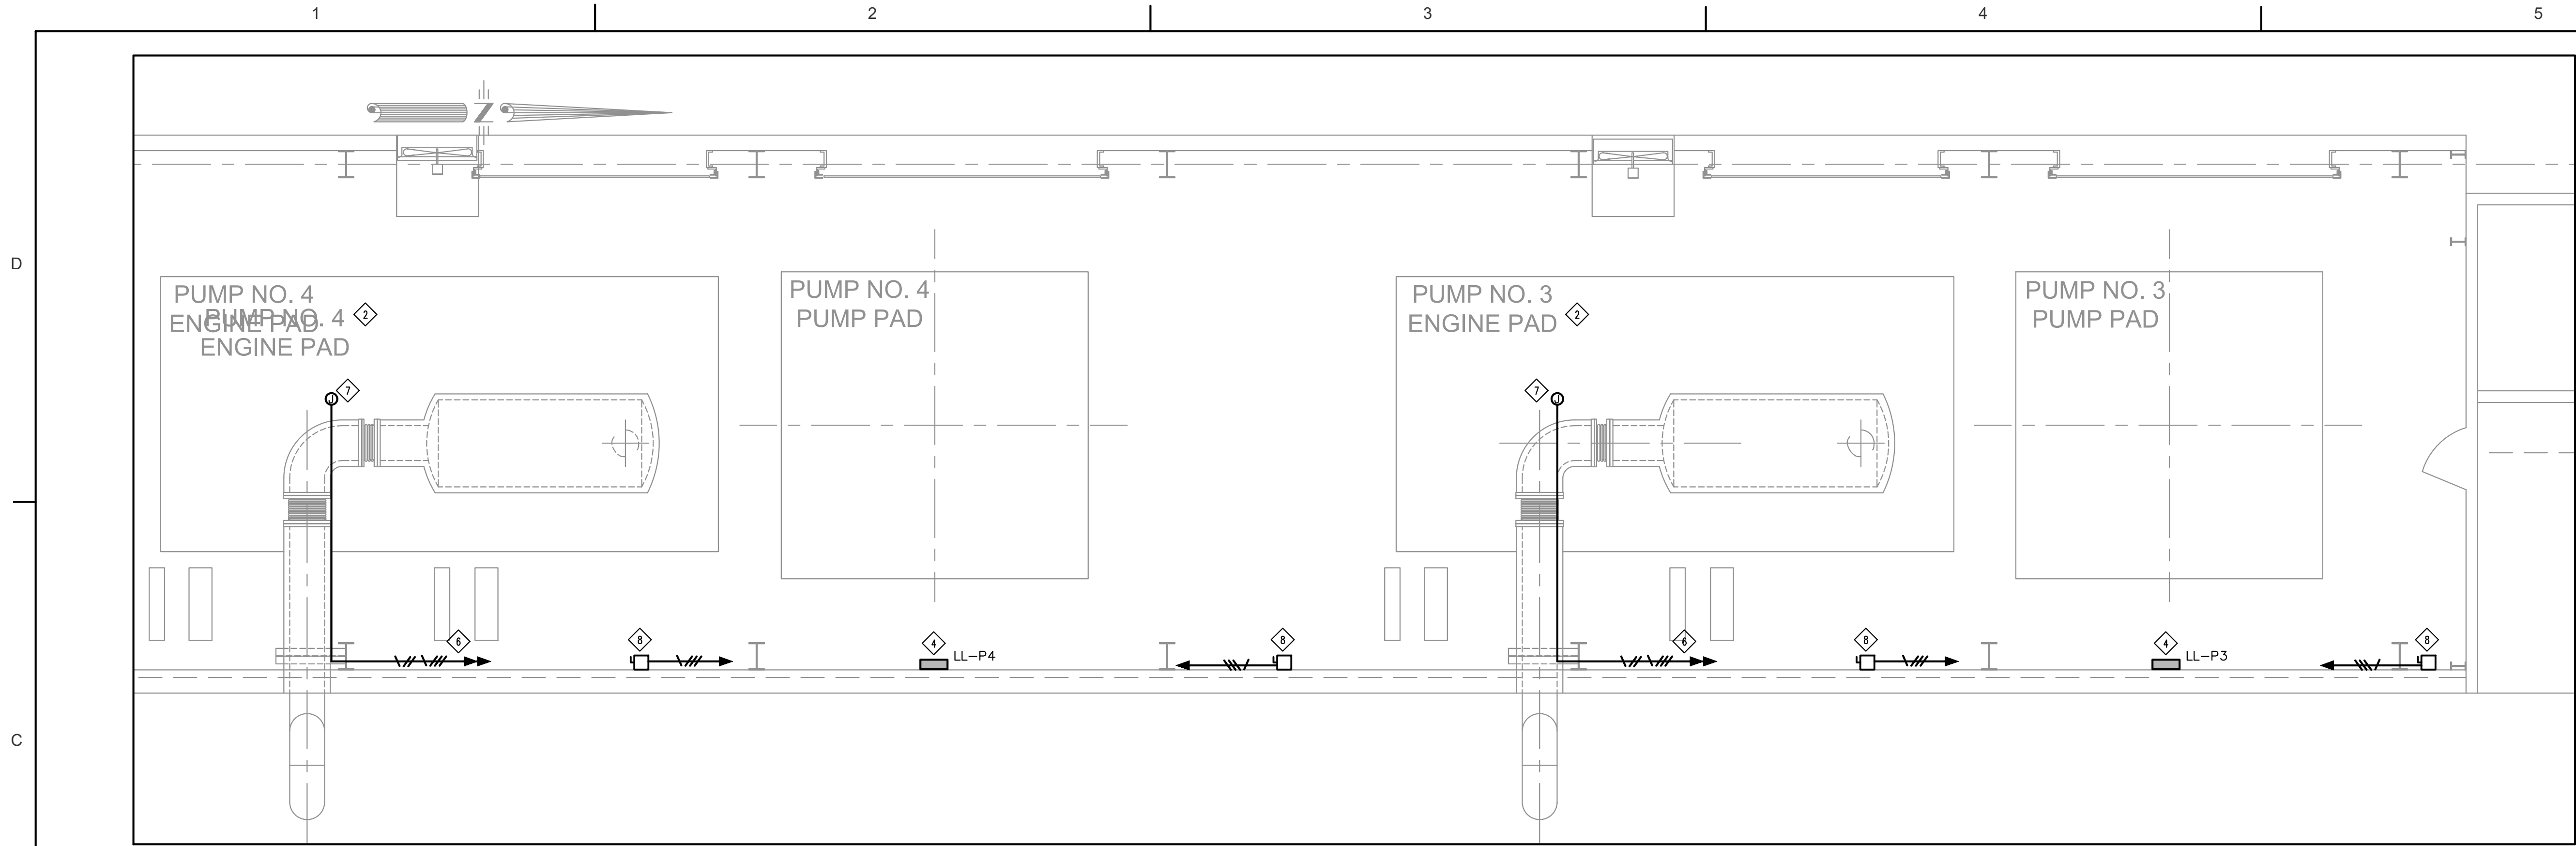 1
2
3
4
5
D
PUMP NO. 4
ENGINE PAD
PUMP NO. 4
ENGINE PAD
2
PUMP NO. 4
PUMP PAD
PUMP NO. 3
ENGINE PAD
2
PUMP NO. 3
PUMP PAD
7
J
7
J
6
8
4
LL-P4
8
6
8
4
LL-P3
8
C